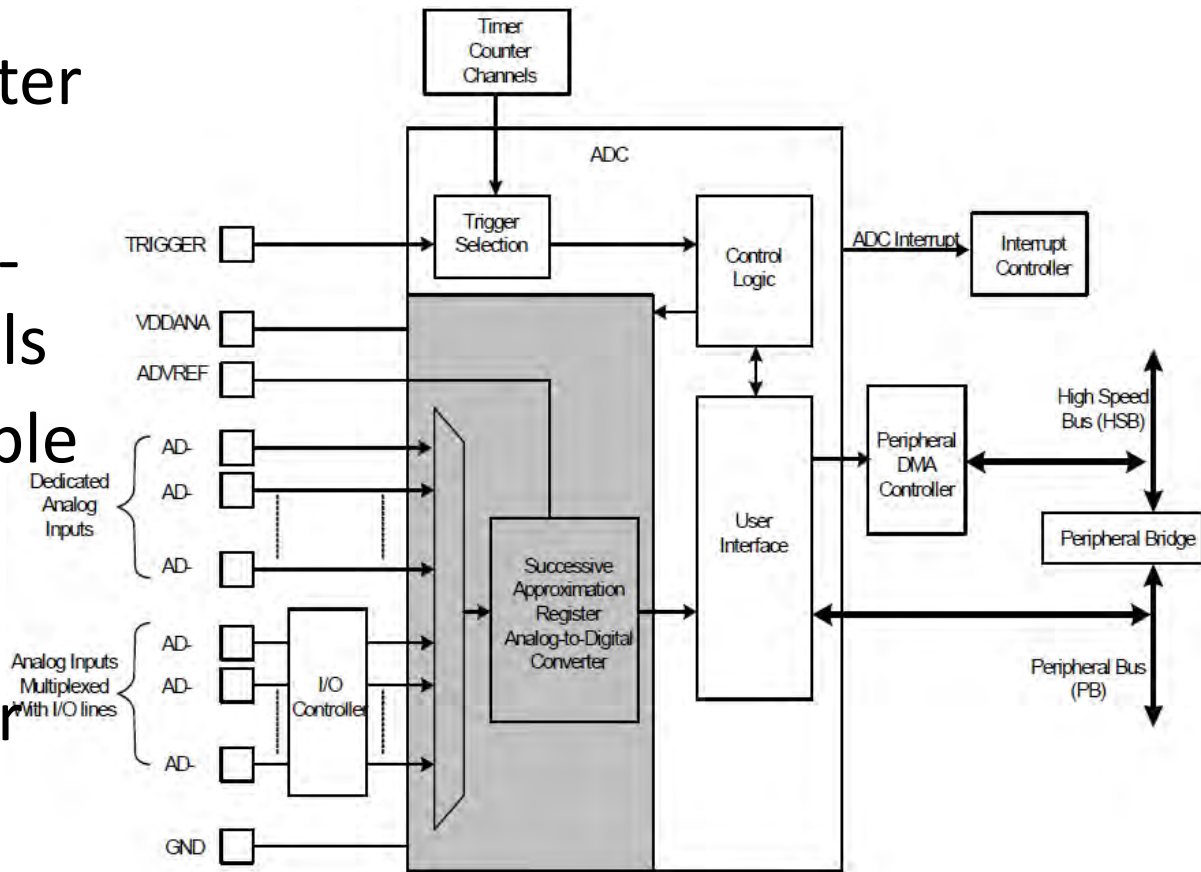 ter
-
ls
ple
r
Timer
Counter
Channels
ADC
TRIGGER
Trigger
Selection
Control
Logic
ADC Interrupt
Interrupt
Controller
VDDANA
ADVREF
Dedicated
Analog
Inputs
AD-
AD-
AD-
Analog Inputs
Multiplexed
With I/O lines
AD-
AD-
AD-
I/O
Controller
GND
Successive
Approximation
Register
Analog-to-Digital
Converter
User
Interface
Peripheral
DMA
Controller
High Speed
Bus (HSB)
Peripheral Bridge
Peripheral Bus
(PB)